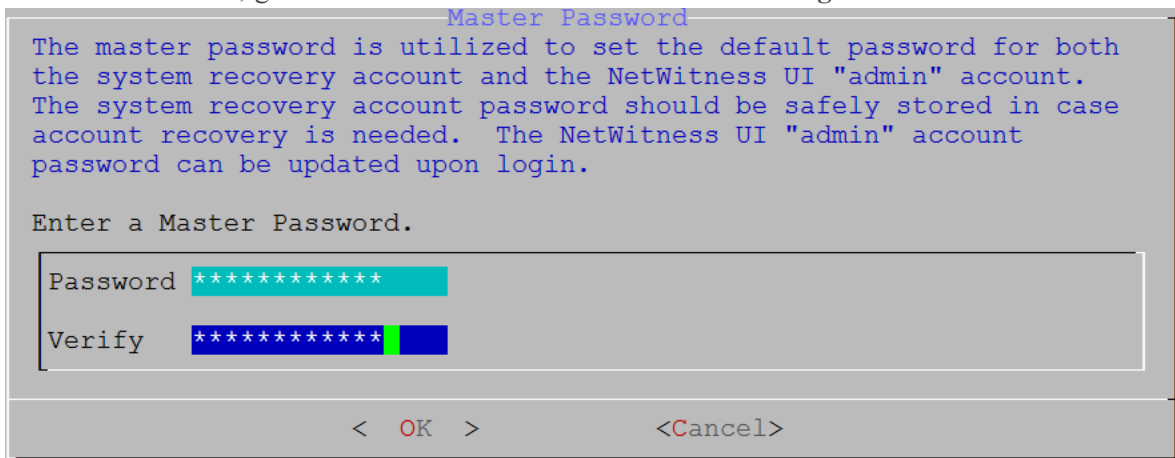 Master Password
The master password is utilized to set the default password for both
the system recovery account and the NetWitness UI "admin" account.
The system recovery account password should be safely stored in case
account recovery is needed.  The NetWitness UI "admin" account
password can be updated upon login.
Enter a Master Password.
Password ************
Verify ************
< OK > <Cancel>